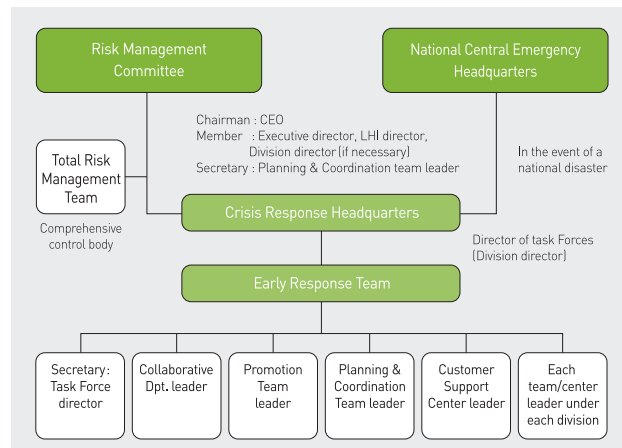 Risk Management
Committee
National Central Emergency
Headquarters
Chairman : CEO
Member : Executive director, LHI director,
Division director (if necessary)
Secretary : Planning & Coordination team leader
Total Risk
Management
Team
In the event of a
national disaster
Comprehensive
control body
Crisis Response Headquarters
Director of task Forces
(Division director)
Early Response Team
Secretary:
Task Force
director
Collaborative
Dpt. leader
Promotion
Team
leader
Planning &
Coordination
Team leader
Customer
Support
Center leader
Each
team/center
leader under
each division